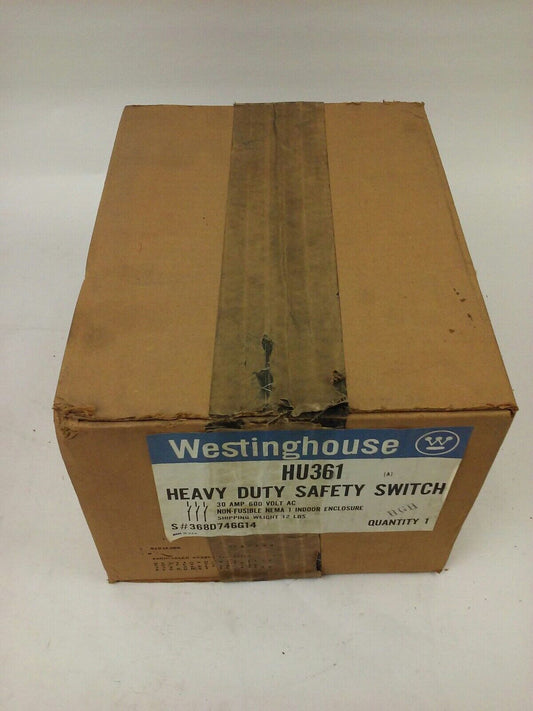 Westinghouse
HU361 (A)
HEAVY DUTY SAFETY SWITCH
30 AMP 600 VOLT AC
NON-FUSIBLE NEMA 1 INDOOR ENCLOSURE
SHIPPING WEIGHT 12 LBS
S#368D746G14 QUANTITY 1